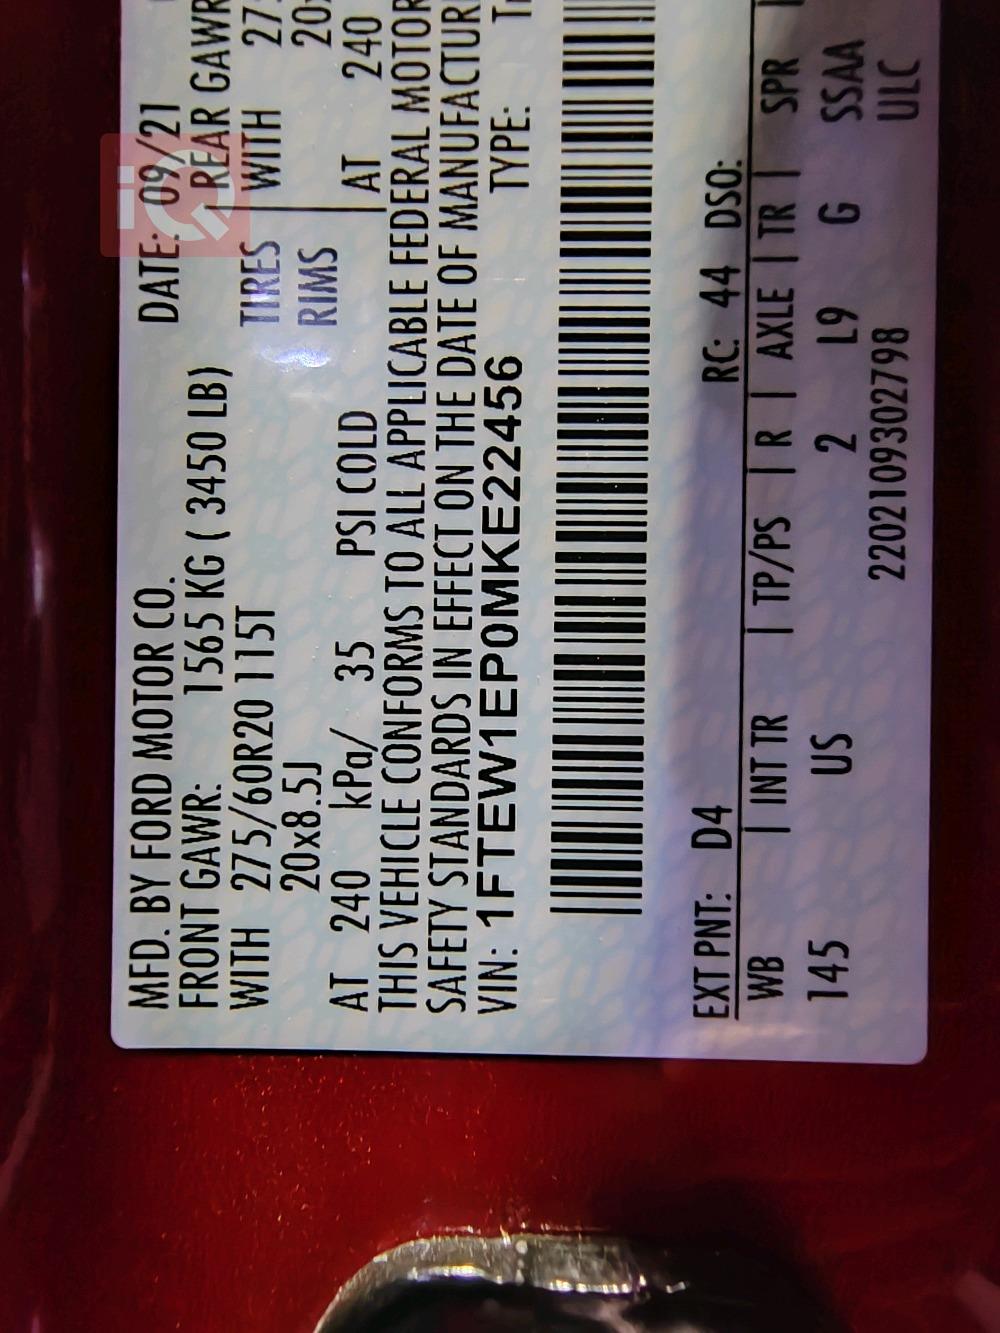 MFD. BY FORD MOTOR CO. DATE: 09/21
FRONT GAWR: 1565 KG ( 3450 LB) REAR GAWR
WITH 275/60R20 115T TIRES WITH
20x8.5J RIMS
AT 240 kPa/ 35 PSI COLD AT 240
THIS VEHICLE CONFORMS TO ALL APPLICABLE FEDERAL MOTOR
SAFETY STANDARDS IN EFFECT ON THE DATE OF MANUFACTUR
VIN: 1FTEW1EP0MKE22456 TYPE:
EXT PNT: D4 RC: 44 DSO:
WB | INT TR | TP/PS | R | AXLE | TR | SPR |
145 US 2 L9 G SSAA
220210930279B ULC
iQ